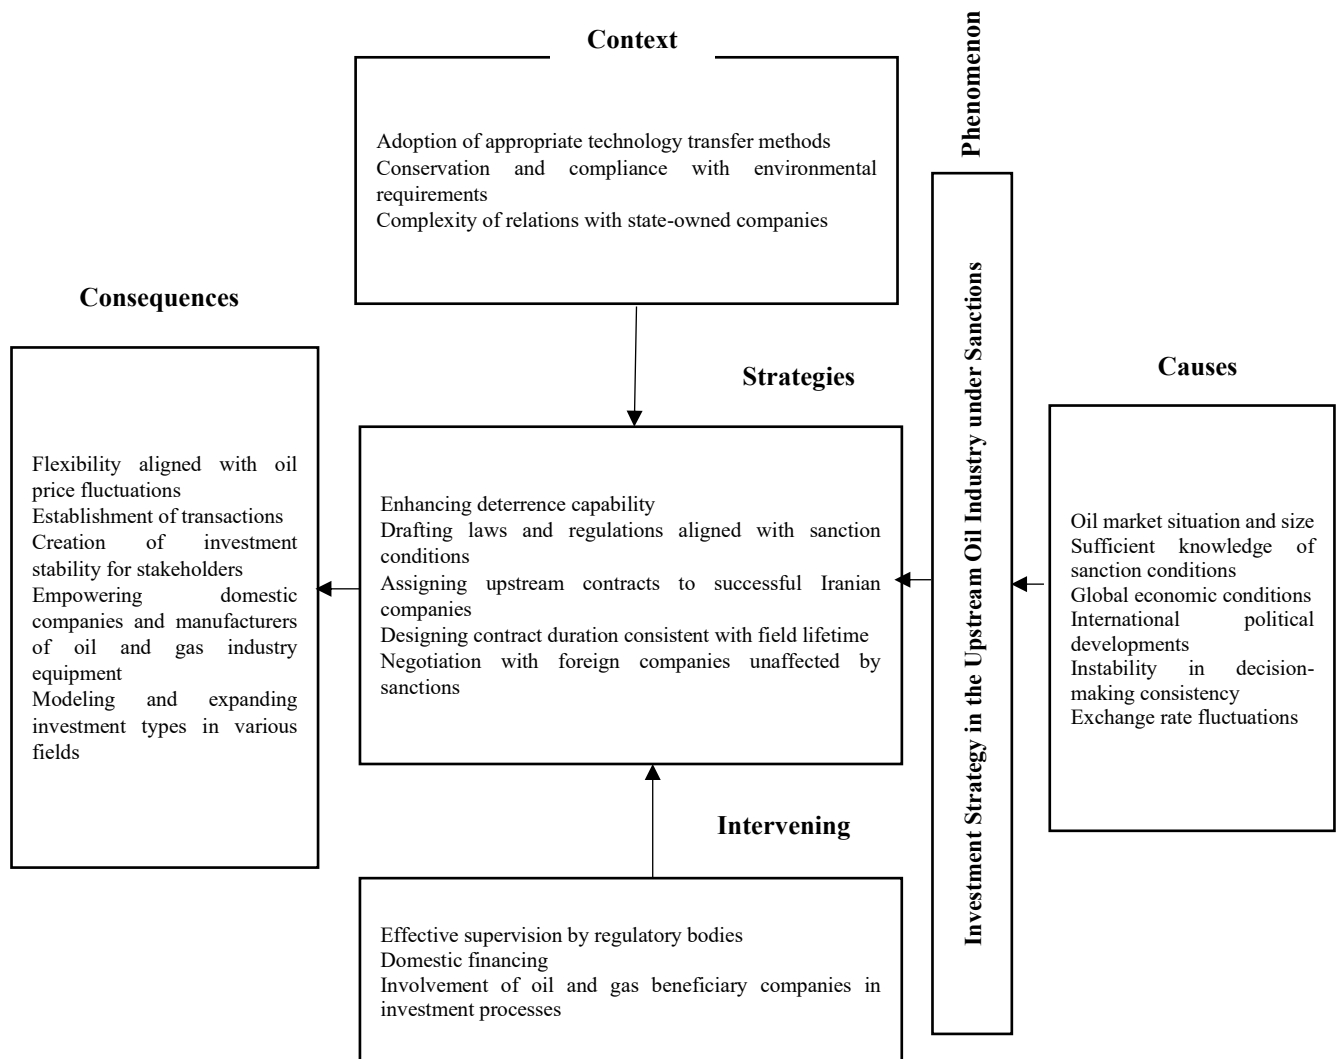 Context
Adoption of appropriate technology transfer methods
Conservation and compliance with environmental
requirements
Complexity of relations with state-owned companies
Consequences
Flexibility aligned with oil
price fluctuations
Establishment of transactions
Creation of investment
stability for stakeholders
Empowering domestic
companies and manufacturers
of oil and gas industry
equipment
Modeling and expanding
investment types in various
fields
Strategies
Enhancing deterrence capability
Drafting laws and regulations aligned with sanction
conditions
Assigning upstream contracts to successful Iranian
companies
Designing contract duration consistent with field lifetime
Negotiation with foreign companies unaffected by
sanctions
Intervening
Effective supervision by regulatory bodies
Domestic financing
Involvement of oil and gas beneficiary companies in
investment processes
Phenomenon
Investment Strategy in the Upstream Oil Industry under Sanctions
Causes
Oil market situation and size
Sufficient knowledge of
sanction conditions
Global economic conditions
International political
developments
Instability in decision-
making consistency
Exchange rate fluctuations